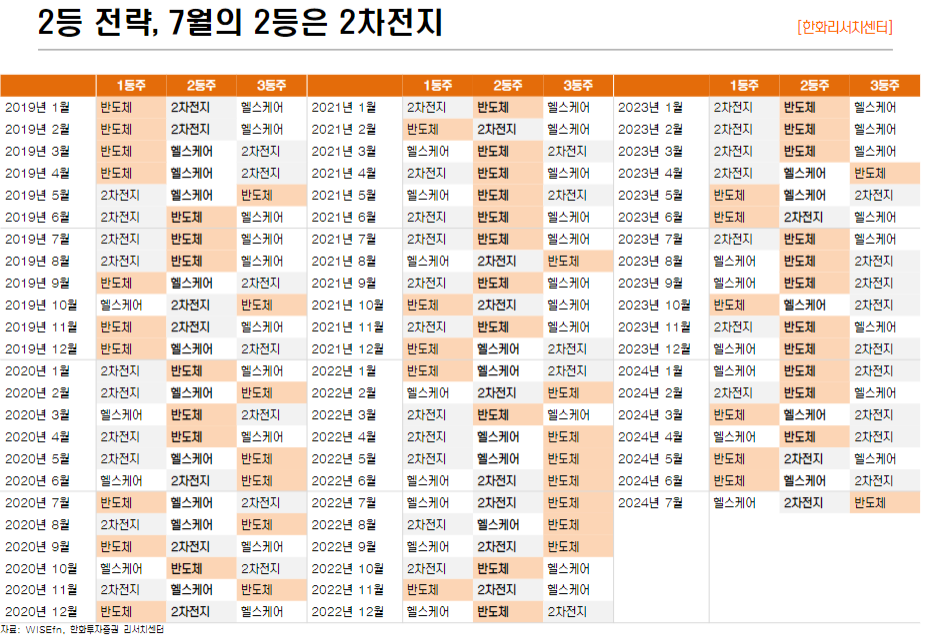 2등 전략, 7월의 2등은 2차전지
[한화리서치센터]
1등주 2등주 3등주 1등주 2등주 3등주 1등주 2등주 3등주
2019년 1월 반도체 2차전지 헬스케어 2021년 1월 2차전지 반도체 헬스케어 2023년 1월 2차전지 반도체 헬스케어
2019년 2월 반도체 2차전지 헬스케어 2021년 2월 반도체 2차전지 헬스케어 2023년 2월 2차전지 반도체 헬스케어
2019년 3월 반도체 헬스케어 2차전지 2021년 3월 헬스케어 반도체 2차전지 2023년 3월 2차전지 반도체 헬스케어
2019년 4월 반도체 헬스케어 2차전지 2021년 4월 2차전지 반도체 헬스케어 2023년 4월 2차전지 헬스케어 반도체
2019년 5월 2차전지 헬스케어 반도체 2021년 5월 헬스케어 반도체 2차전지 2023년 5월 반도체 헬스케어 2차전지
2019년 6월 2차전지 반도체 헬스케어 2021년 6월 2차전지 반도체 헬스케어 2023년 6월 반도체 2차전지 헬스케어
2019년 7월 2차전지 반도체 헬스케어 2021년 7월 2차전지 반도체 헬스케어 2023년 7월 2차전지 반도체 헬스케어
2019년 8월 2차전지 반도체 헬스케어 2021년 8월 헬스케어 2차전지 반도체 2023년 8월 헬스케어 반도체 2차전지
2019년 9월 반도체 헬스케어 2차전지 2021년 9월 2차전지 반도체 헬스케어 2023년 9월 헬스케어 반도체 2차전지
2019년 10월 헬스케어 2차전지 반도체 2021년 10월 반도체 2차전지 헬스케어 2023년 10월 반도체 헬스케어 2차전지
2019년 11월 반도체 2차전지 헬스케어 2021년 11월 2차전지 반도체 헬스케어 2023년 11월 2차전지 반도체 헬스케어
2019년 12월 반도체 헬스케어 2차전지 2021년 12월 반도체 헬스케어 2차전지 2023년 12월 헬스케어 반도체 2차전지
2020년 1월 2차전지 반도체 헬스케어 2022년 1월 반도체 헬스케어 2차전지 2024년 1월 헬스케어 반도체 2차전지
2020년 2월 2차전지 헬스케어 반도체 2022년 2월 헬스케어 2차전지 반도체 2024년 2월 2차전지 반도체 헬스케어
2020년 3월 헬스케어 반도체 2차전지 2022년 3월 2차전지 반도체 헬스케어 2024년 3월 반도체 헬스케어 2차전지
2020년 4월 2차전지 반도체 헬스케어 2022년 4월 2차전지 헬스케어 반도체 2024년 4월 헬스케어 반도체 2차전지
2020년 5월 2차전지 헬스케어 반도체 2022년 5월 2차전지 헬스케어 반도체 2024년 5월 반도체 2차전지 헬스케어
2020년 6월 헬스케어 2차전지 반도체 2022년 6월 헬스케어 2차전지 반도체 2024년 6월 반도체 헬스케어 2차전지
2020년 7월 반도체 헬스케어 2차전지 2022년 7월 헬스케어 2차전지 반도체 2024년 7월 헬스케어 2차전지 반도체
2020년 8월 2차전지 헬스케어 반도체 2022년 8월 2차전지 헬스케어 반도체
2020년 9월 반도체 2차전지 헬스케어 2022년 9월 헬스케어 2차전지 반도체
2020년 10월 헬스케어 반도체 2차전지 2022년 10월 2차전지 반도체 헬스케어
2020년 11월 2차전지 헬스케어 반도체 2022년 11월 반도체 2차전지 헬스케어
2020년 12월 반도체 2차전지 헬스케어 2022년 12월 헬스케어 반도체 2차전지
자료: WISEfn, 한화투자증권 리서치센터